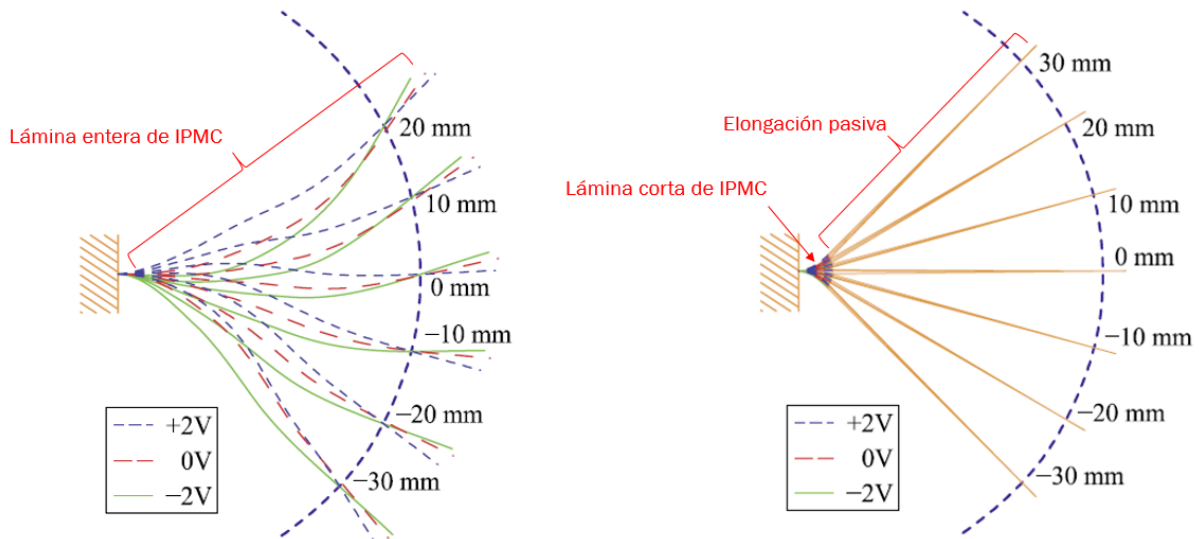 Lámina entera de IPMC
20 mm
10 mm
0 mm
−10 mm
−20 mm
−30 mm
+2V
0V
−2V
Elongación pasiva
Lámina corta de IPMC
30 mm
20 mm
10 mm
0 mm
−10 mm
−20 mm
−30 mm
+2V
0V
−2V